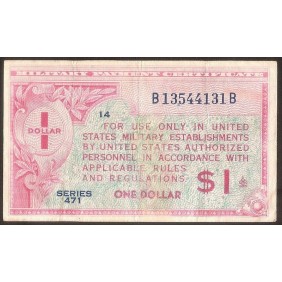 MILITARY PAYMENT CERTIFICATE
B13544131B
14
1
DOLLAR
FOR USE ONLY IN UNITED
STATES MILITARY ESTABLISHMENTS
BY UNITED STATES AUTHORIZED
PERSONNEL IN ACCORDANCE WITH
APPLICABLE RULES
AND REGULATIONS
$1
SERIES
471
ONE DOLLAR